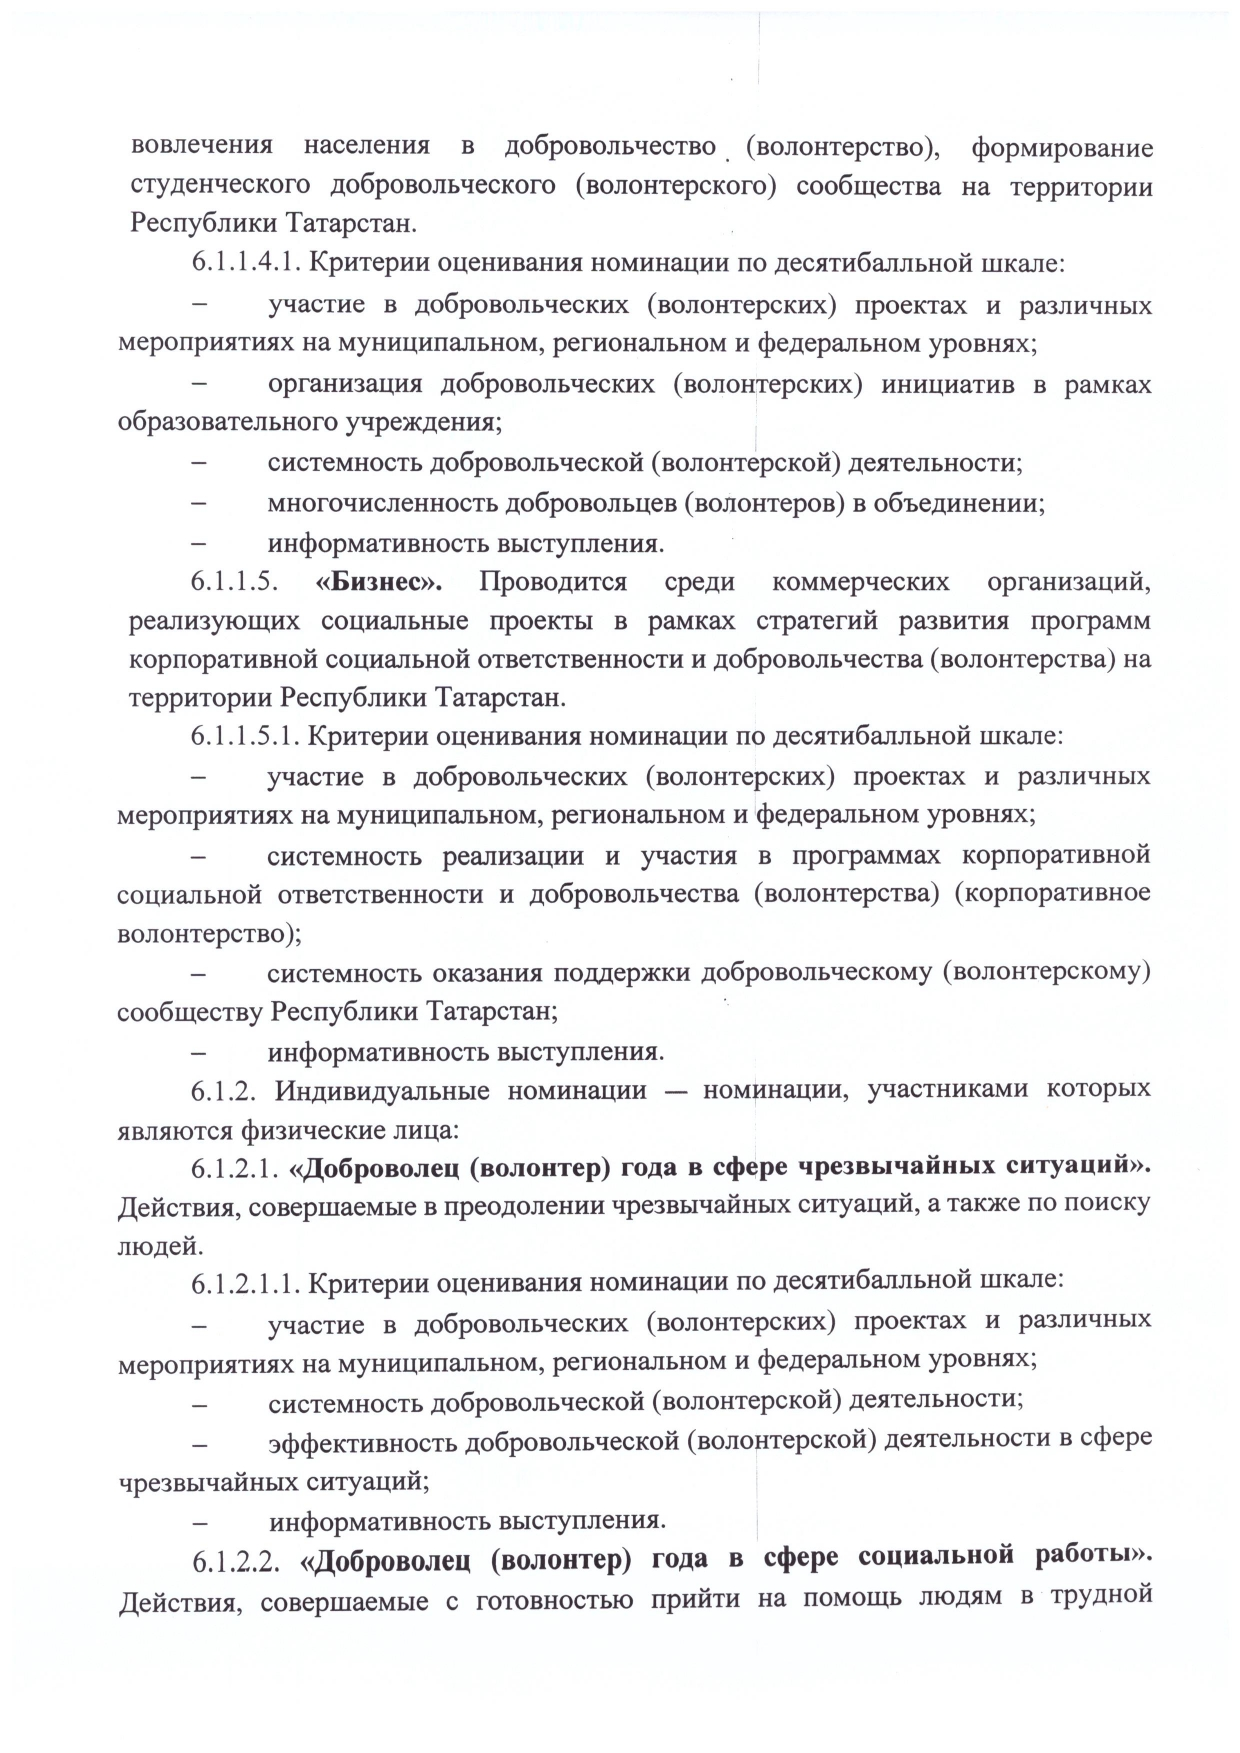 вовлечения населения в добровольчество (волонтерство), формирование
студенческого добровольческого (волонтерского) сообщества на территории
Республики Татарстан.
6.1.1.4.1. Критерии оценивания номинации по десятибалльной шкале:
– участие в добровольческих (волонтерских) проектах и различных
мероприятиях на муниципальном, региональном и федеральном уровнях;
– организация добровольческих (волонтерских) инициатив в рамках
образовательного учреждения;
– системность добровольческой (волонтерской) деятельности;
– многочисленность добровольцев (волонтеров) в объединении;
– информативность выступления.
6.1.1.5. «Бизнес». Проводится среди коммерческих организаций,
реализующих социальные проекты в рамках стратегий развития программ
корпоративной социальной ответственности и добровольчества (волонтерства) на
территории Республики Татарстан.
6.1.1.5.1. Критерии оценивания номинации по десятибалльной шкале:
– участие в добровольческих (волонтерских) проектах и различных
мероприятиях на муниципальном, региональном и федеральном уровнях;
– системность реализации и участия в программах корпоративной
социальной ответственности и добровольчества (волонтерства) (корпоративное
волонтерство);
– системность оказания поддержки добровольческому (волонтерскому)
сообществу Республики Татарстан;
– информативность выступления.
6.1.2. Индивидуальные номинации — номинации, участниками которых
являются физические лица:
6.1.2.1. «Доброволец (волонтер) года в сфере чрезвычайных ситуаций».
Действия, совершаемые в преодолении чрезвычайных ситуаций, а также по поиску
людей.
6.1.2.1.1. Критерии оценивания номинации по десятибалльной шкале:
– участие в добровольческих (волонтерских) проектах и различных
мероприятиях на муниципальном, региональном и федеральном уровнях;
– системность добровольческой (волонтерской) деятельности;
– эффективность добровольческой (волонтерской) деятельности в сфере
чрезвычайных ситуаций;
– информативность выступления.
6.1.2.2. «Доброволец (волонтер) года в сфере социальной работы».
Действия, совершаемые с готовностью прийти на помощь людям в трудной